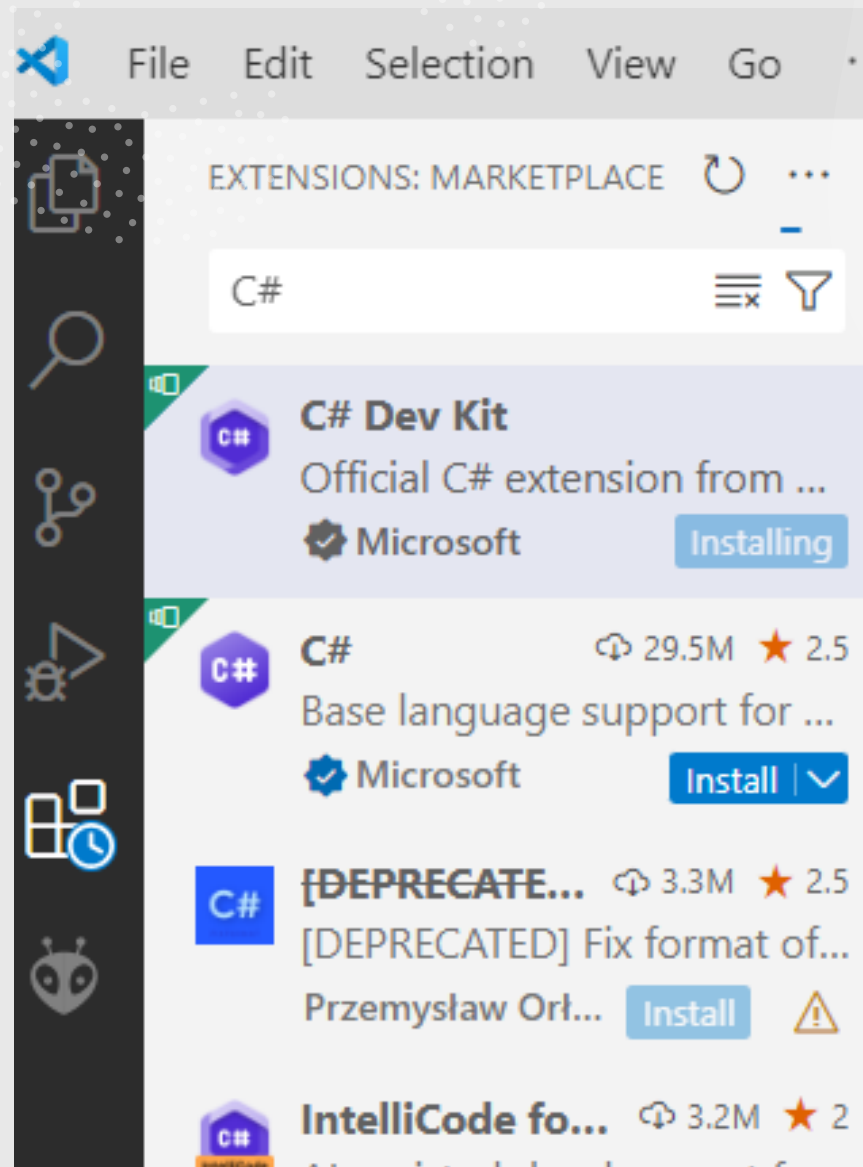 File Edit Selection View Go
EXTENSIONS: MARKETPLACE
C#
C# Dev Kit
Official C# extension from ...
Microsoft
Installing
C# 29.5M 2.5
Base language support for ...
Microsoft
Install
[DEPRECATE... 3.3M 2.5
[DEPRECATED] Fix format of...
Przemysław Orł...
Install
IntelliCode fo... 3.2M 2